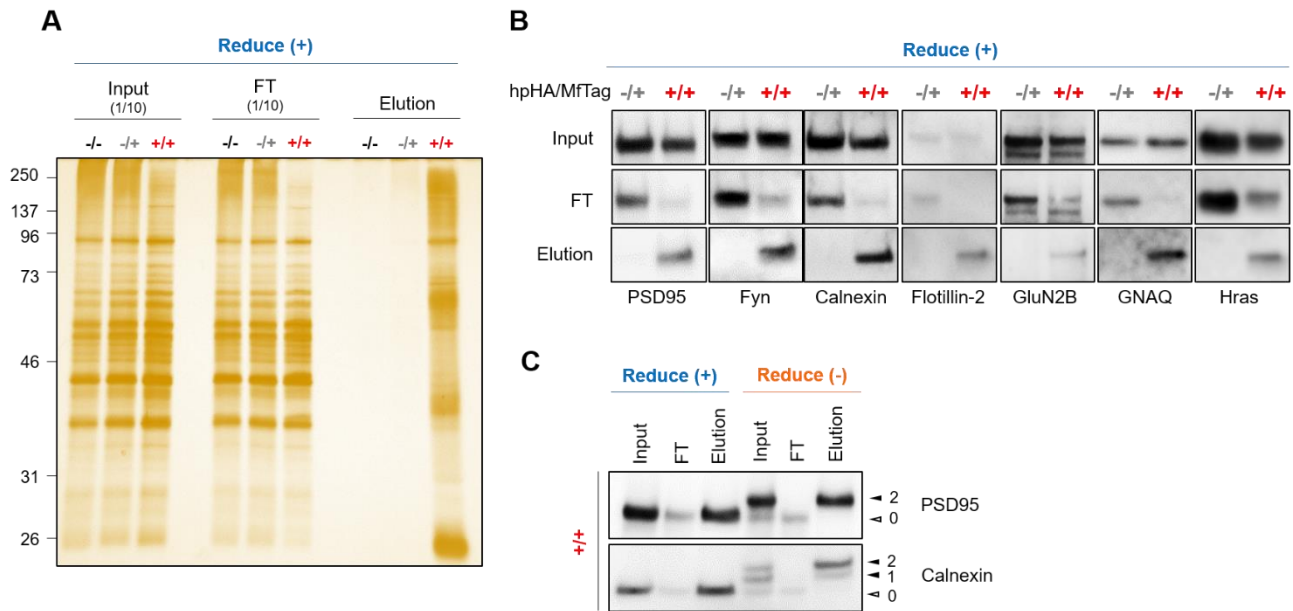 A
Reduce (+)
Input FT Elution
(1/10) (1/10)
-/- -/+ +/+ -/- -/+ +/+ -/- -/+ +/+
250
137
96
73
46
31
26
B
Reduce (+)
hpHA/MfTag -/+ +/+ -/+ +/+ -/+ +/+ -/+ +/+ -/+ +/+ -/+ +/+ -/+ +/+
Input
FT
Elution
PSD95 Fyn Calnexin Flotillin-2 GluN2B GNAQ Hras
C
Reduce (+) Reduce (-)
Input FT Elution Input FT Elution
+/+
2
0
PSD95
2
1
0
Calnexin